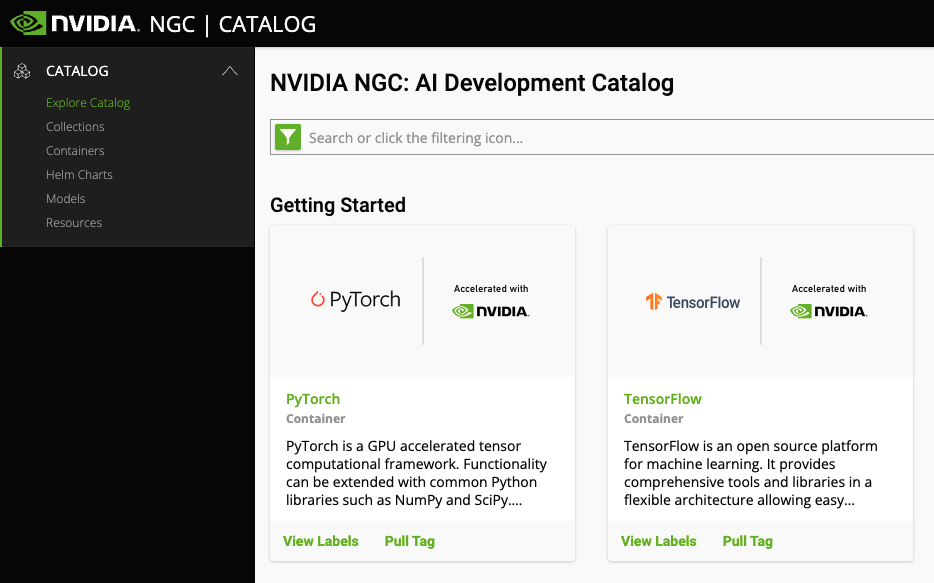 NVIDIA. NGC | CATALOG
CATALOG
Explore Catalog
Collections
Containers
Helm Charts
Models
Resources
NVIDIA NGC: AI Development Catalog
Search or click the filtering icon...
Getting Started
PyTorch
Accelerated with
NVIDIA.
PyTorch
Container
PyTorch is a GPU accelerated tensor
computational framework. Functionality
can be extended with common Python
libraries such as NumPy and SciPy....
View Labels Pull Tag
TensorFlow
Accelerated with
NVIDIA.
TensorFlow
Container
TensorFlow is an open source platform
for machine learning. It provides
comprehensive tools and libraries in a
flexible architecture allowing easy...
View Labels Pull Tag